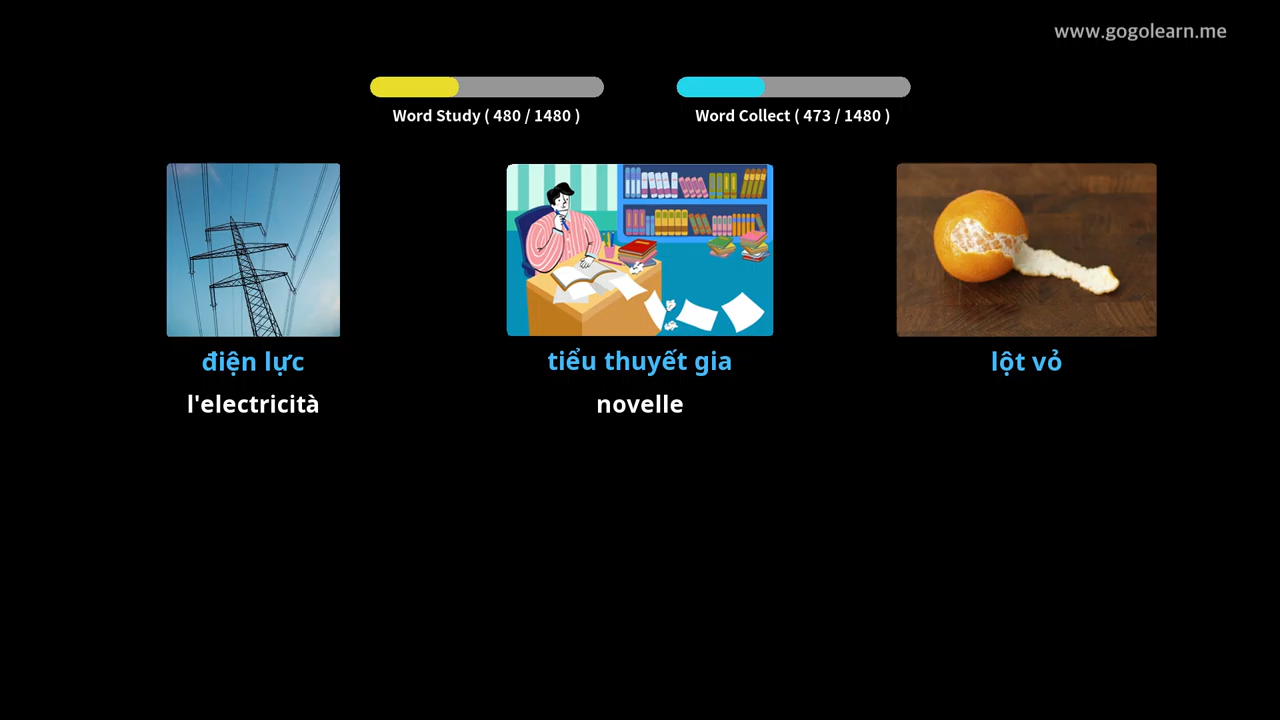 www.gogolearn.me
Word Study ( 480 / 1480 )
Word Collect ( 473 / 1480 )
điện lực
tiểu thuyết gia
lột vỏ
l'electricità
novelle